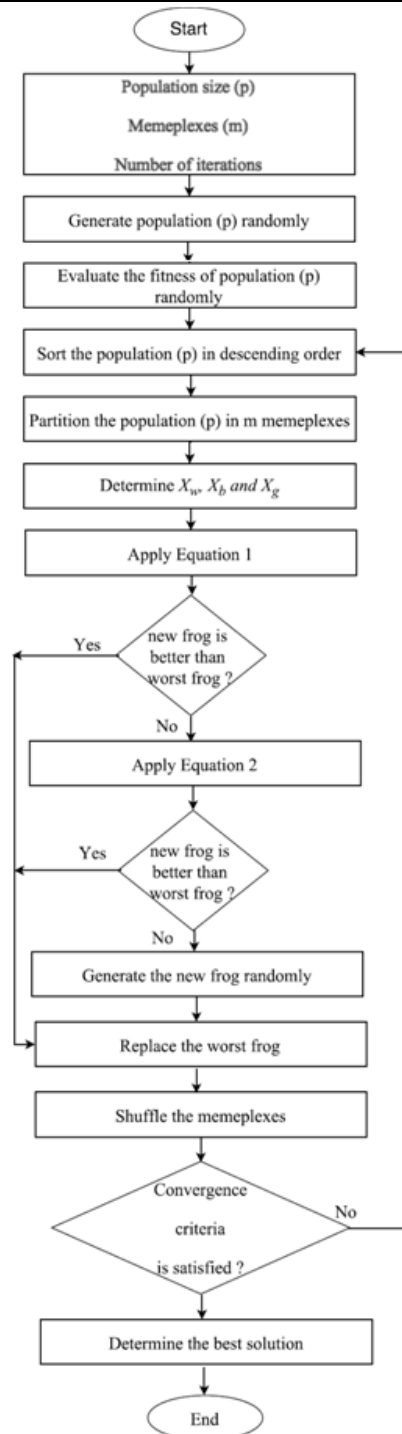 Start
Population size (p)
Memeplexes (m)
Number of iterations
Generate population (p) randomly
Evaluate the fitness of population (p)
randomly
Sort the population (p) in descending order
Partition the population (p) in m memeplexes
Determine Xw, Xb and Xg
Apply Equation 1
new frog is
better than
worst frog ?
Yes
No
Apply Equation 2
new frog is
better than
worst frog ?
Yes
No
Generate the new frog randomly
Replace the worst frog
Shuffle the memeplexes
Convergence
criteria
is satisfied ?
No
Determine the best solution
End